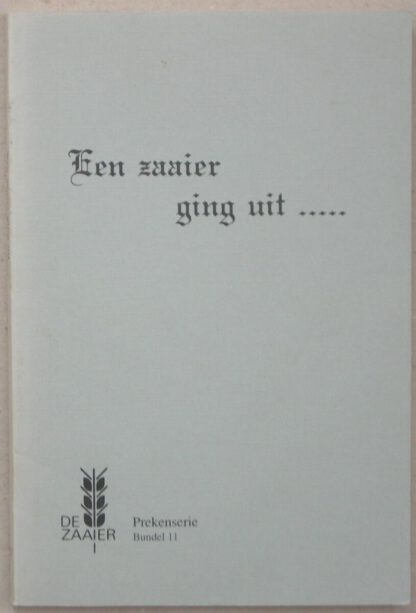 Een zaaier
ging uit .....
DE
ZAAIER
Prekenserie
Bundel 11